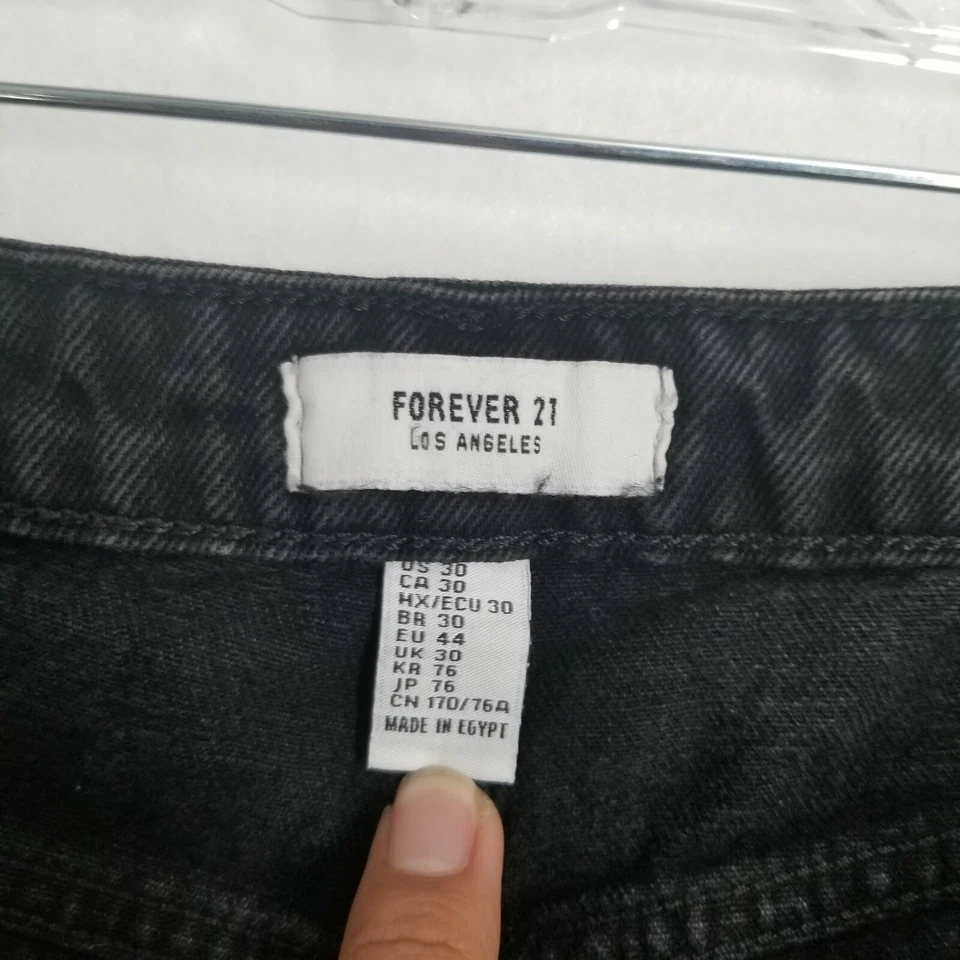 FOREVER 21
LOS ANGELES
US 30
CA 30
MX/ECU 30
BR 30
EU 44
UK 30
KR 76
JP 76
CN 170/76A
MADE IN EGYPT